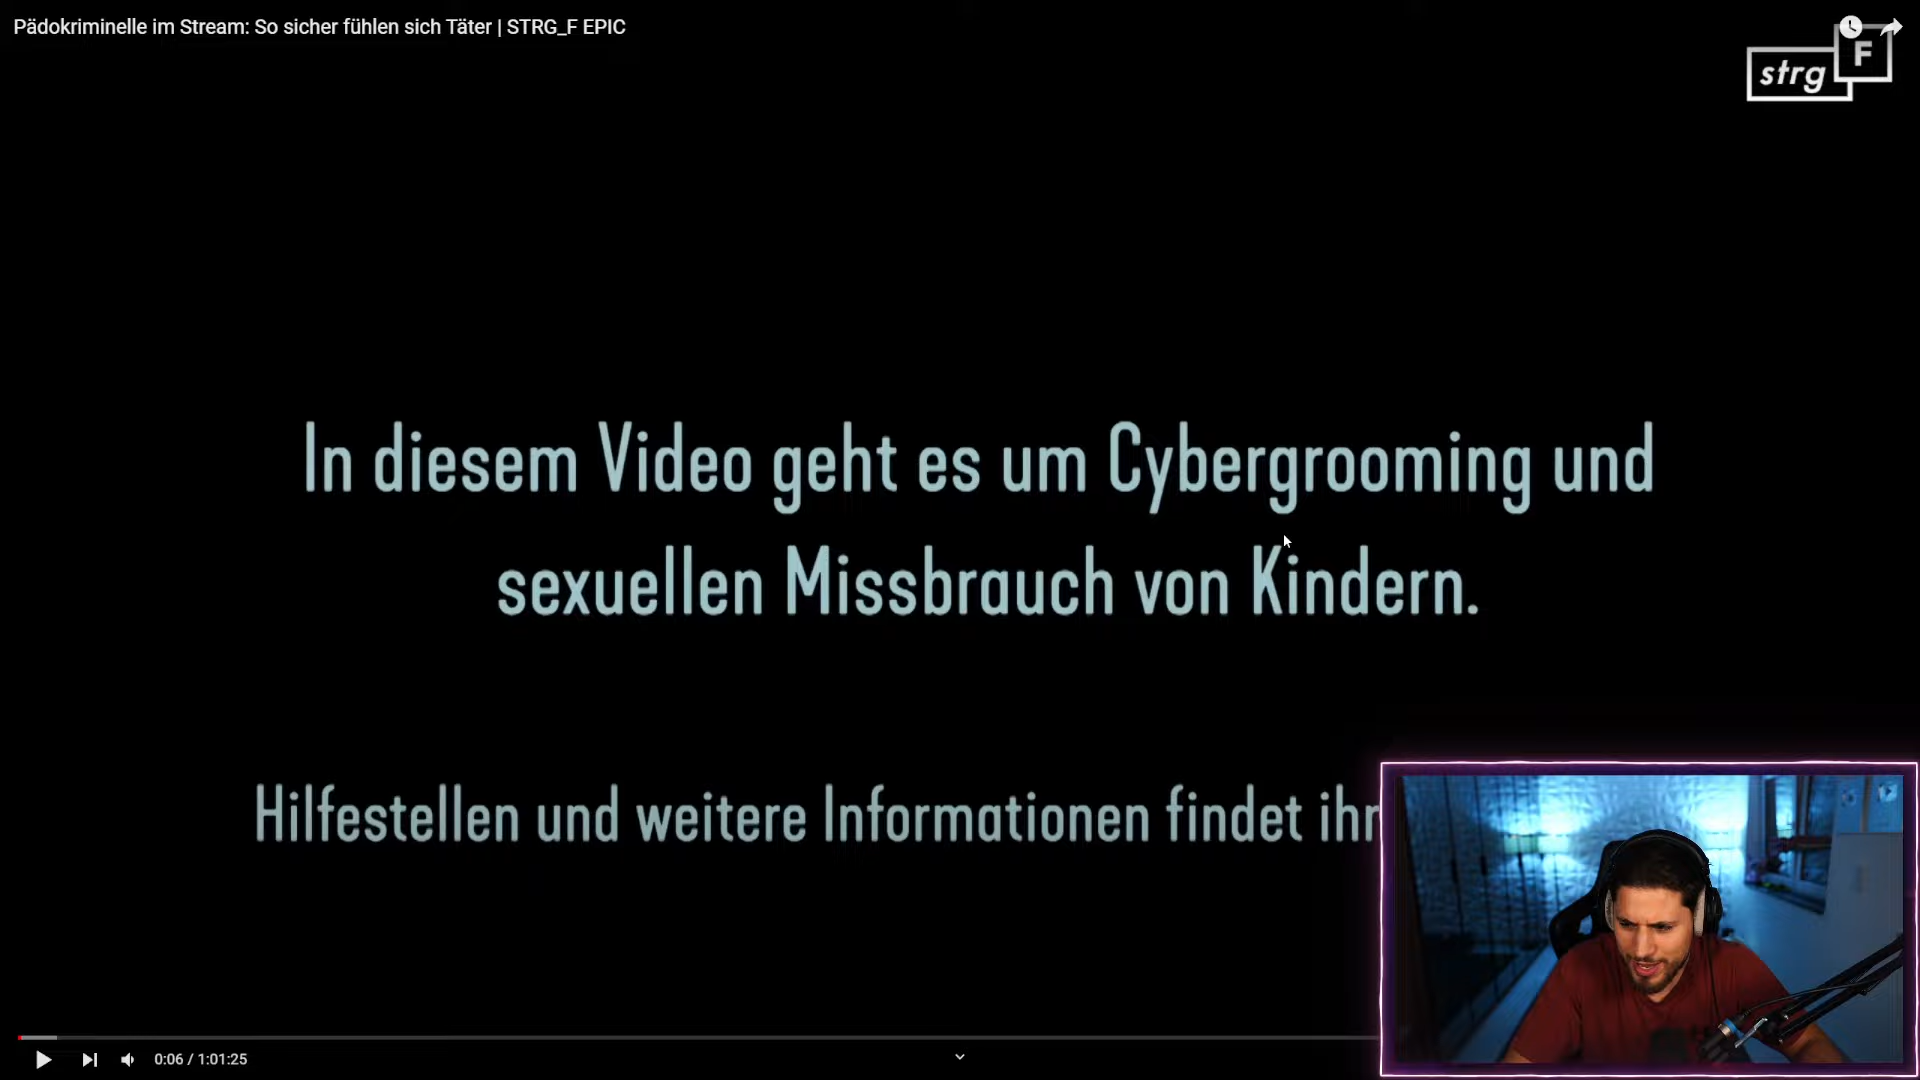 Pädokriminelle im Stream: So sicher fühlen sich Täter | STRG_F EPIC
strg F
In diesem Video geht es um Cybergrooming und
sexuellen Missbrauch von Kindern.
Hilfestellen und weitere Informationen findet ihr
0:06 / 1:01:25